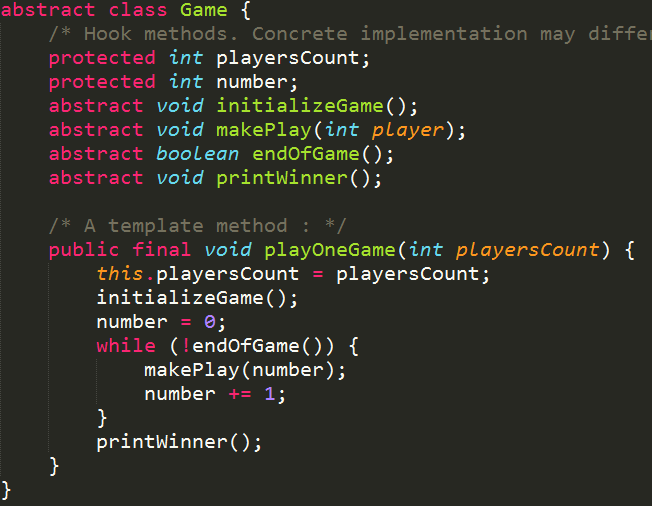 abstract class Game {
    /* Hook methods. Concrete implementation may differ
    protected int playersCount;
    protected int number;
    abstract void initializeGame();
    abstract void makePlay(int player);
    abstract boolean endOfGame();
    abstract void printWinner();

    /* A template method : */
    public final void playOneGame(int playersCount) {
        this.playersCount = playersCount;
        initializeGame();
        number = 0;
        while (!endOfGame()) {
            makePlay(number);
            number += 1;
        }
        printWinner();
    }
}